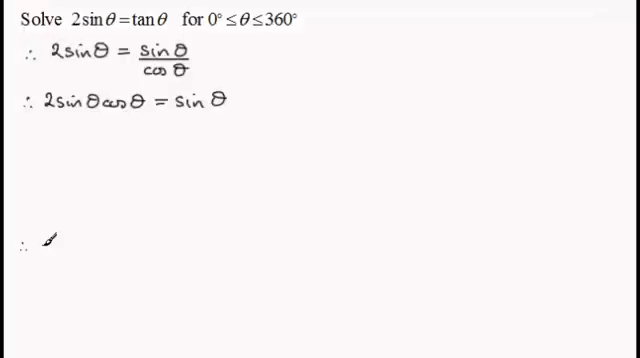 Solve 2sinθ=tanθ for 0° ≤θ≤360°
∴ 2sinθ = sinθ/cosθ
∴ 2sinθcosθ = sinθ
∴